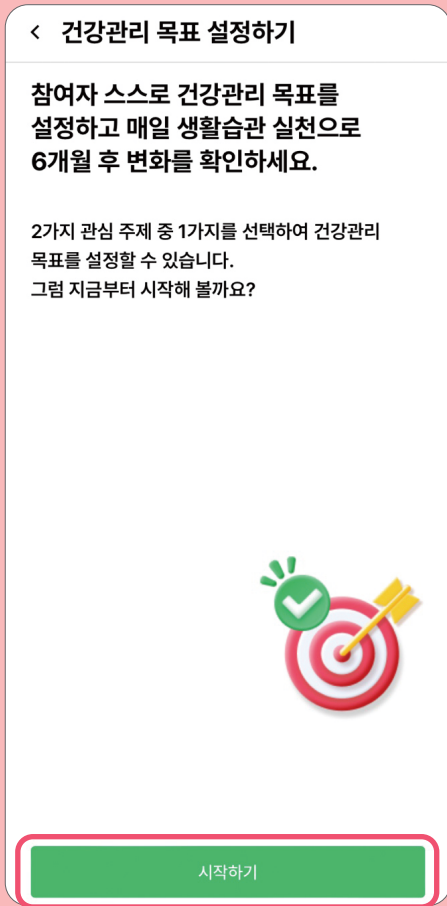 건강관리 목표 설정하기
참여자 스스로 건강관리 목표를
설정하고 매일 생활습관 실천으로
6개월 후 변화를 확인하세요.
2가지 관심 주제 중 1가지를 선택하여 건강관리
목표를 설정할 수 있습니다.
그럼 지금부터 시작해 볼까요?
시작하기